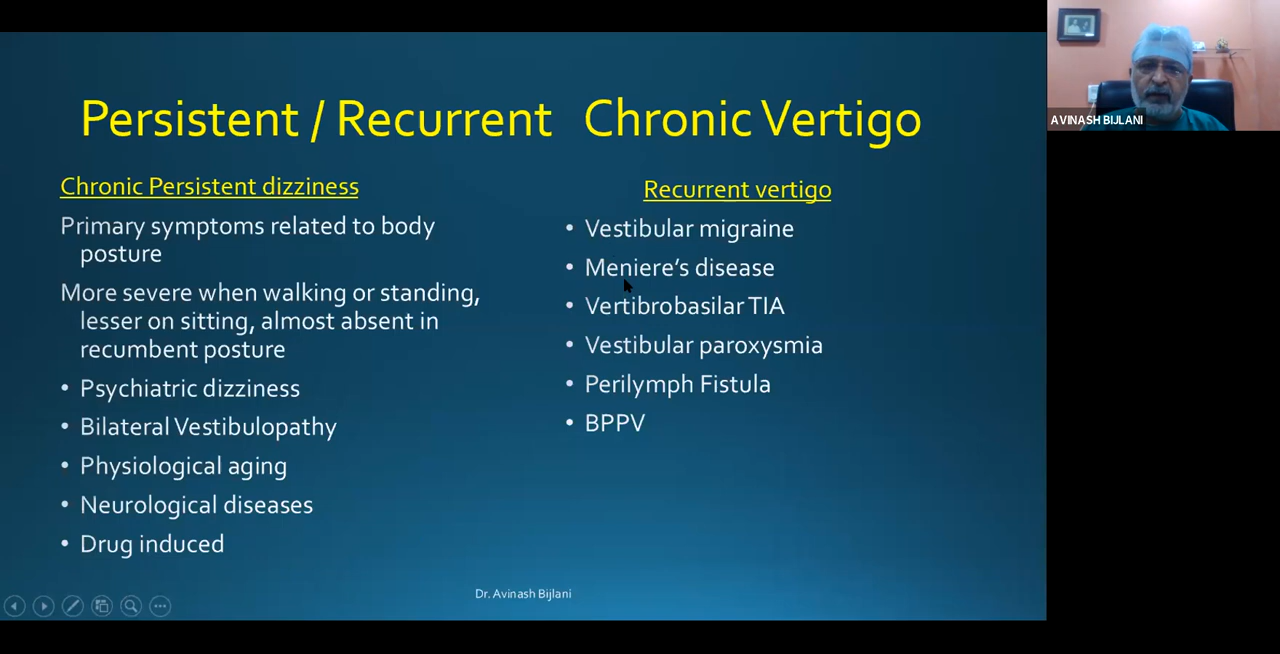 Persistent / Recurrent Chronic Vertigo
Chronic Persistent dizziness
Primary symptoms related to body
posture
More severe when walking or standing,
lesser on sitting, almost absent in
recumbent posture
• Psychiatric dizziness
• Bilateral Vestibulopathy
• Physiological aging
• Neurological diseases
• Drug induced
Recurrent vertigo
• Vestibular migraine
• Meniere’s disease
• Vertibrobasilar TIA
• Vestibular paroxysmia
• Perilymph Fistula
• BPPV
Dr. Avinash Bijlani
AVINASH BIJLANI